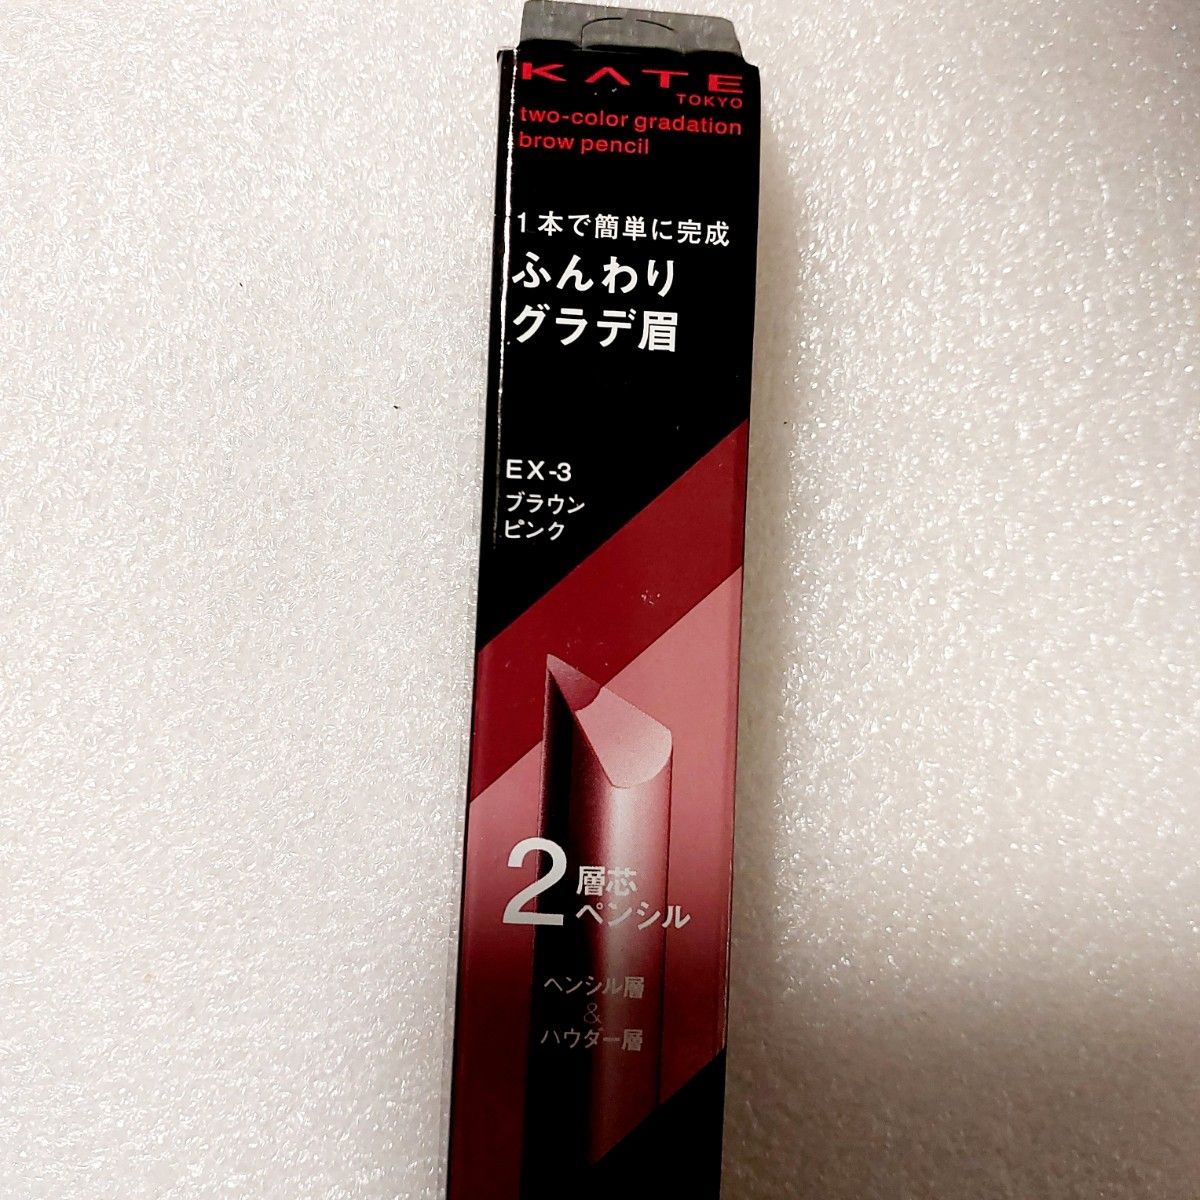 KATE
TOKYO
two-color gradation
brow pencil
1本で簡単に完成
ふんわり
グラデ眉
EX-3
ブラウン
ピンク
2層芯
ペンシル
ペンシル層
&
パウダー層